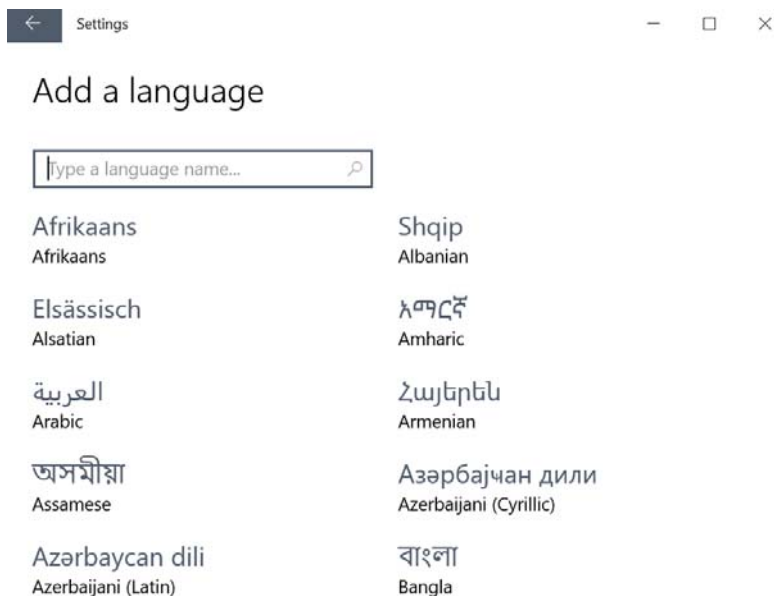 Settings
Add a language
Type a language name...
Afrikaans
Afrikaans
Shqip
Albanian
Elsässisch
Alsatian
አማርኛ
Amharic
العربية
Arabic
Հայերեն
Armenian
অসমীয়া
Assamese
Азәрбајҹан дили
Azerbaijani (Cyrillic)
Azərbaycan dili
Azerbaijani (Latin)
বাংলা
Bangla